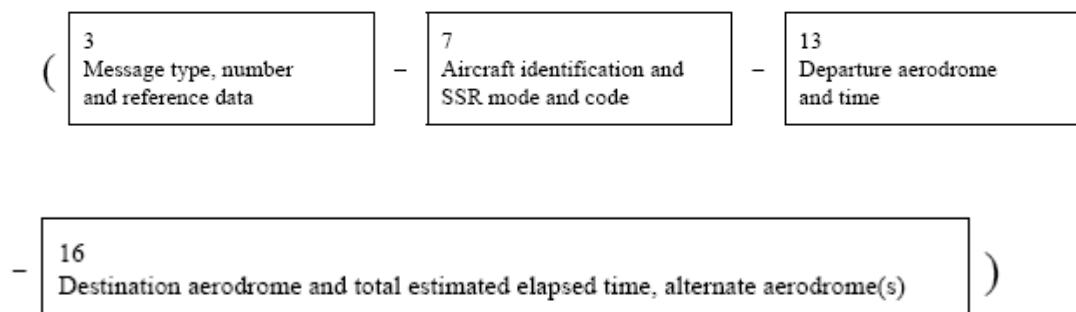 3 7 13
( Message type, number – Aircraft identification and – Departure aerodrome
and reference data SSR mode and code and time
16
– Destination aerodrome and total estimated elapsed time, alternate aerodrome(s) )